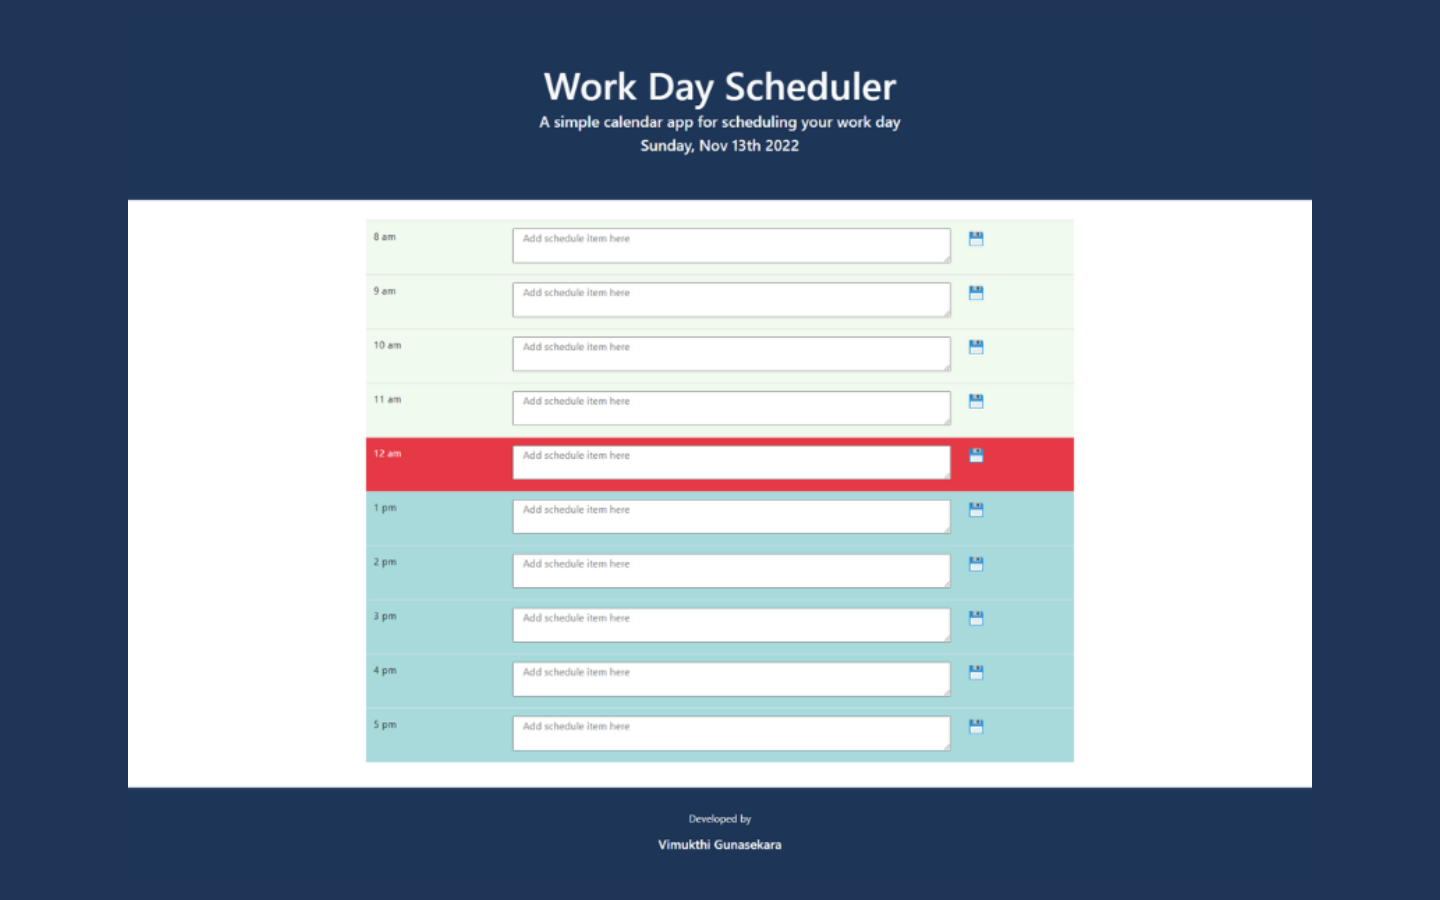 Work Day Scheduler
A simple calendar app for scheduling your work day
Sunday, Nov 13th 2022
8 am
Add schedule item here
9 am
Add schedule item here
10 am
Add schedule item here
11 am
Add schedule item here
12 am
Add schedule item here
1 pm
Add schedule item here
2 pm
Add schedule item here
3 pm
Add schedule item here
4 pm
Add schedule item here
5 pm
Add schedule item here
Developed by
Vimukthi Gunasekara